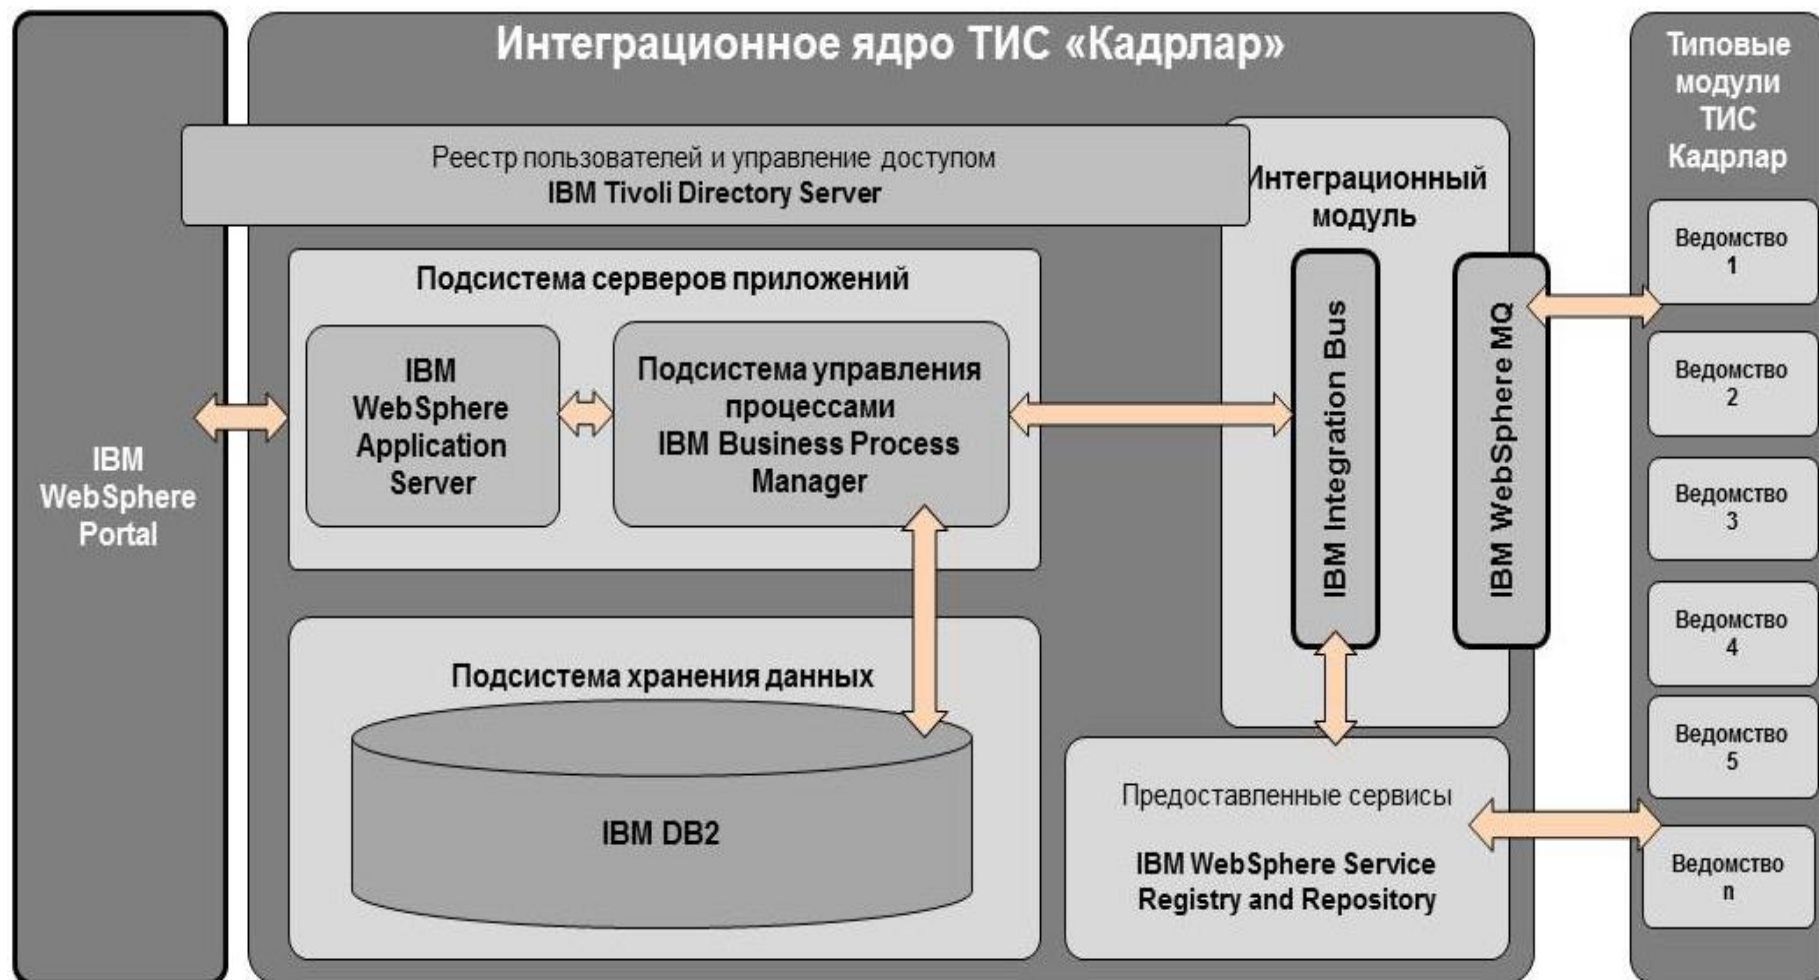 Интеграционное ядро ТИС «Кадрлар»
Реестр пользователей и управление доступом
IBM Tivoli Directory Server
Подсистема серверов приложений
IBM
WebSphere
Application
Server
Подсистема управления
процессами
IBM Business Process
Manager
IBM
WebSphere
Portal
Подсистема хранения данных
IBM DB2
Интеграционный
модуль
IBM Integration Bus
IBM WebSphere MQ
Предоставленные сервисы
IBM WebSphere Service
Registry and Repository
Типовые
модули
ТИС
Кадрлар
Ведомство
1
Ведомство
2
Ведомство
3
Ведомство
4
Ведомство
5
Ведомство
n